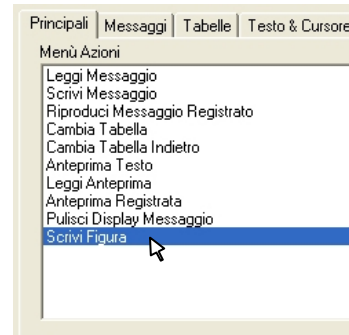 Principali Messaggi Tabelle Testo & Cursore
Menù Azioni
Leggi Messaggio
Scrivi Messaggio
Riproduci Messaggio Registrato
Cambia Tabella
Cambia Tabella Indietro
Anteprima Testo
Leggi Anteprima
Anteprima Registrata
Pulisci Display Messaggio
Scrivi Figura